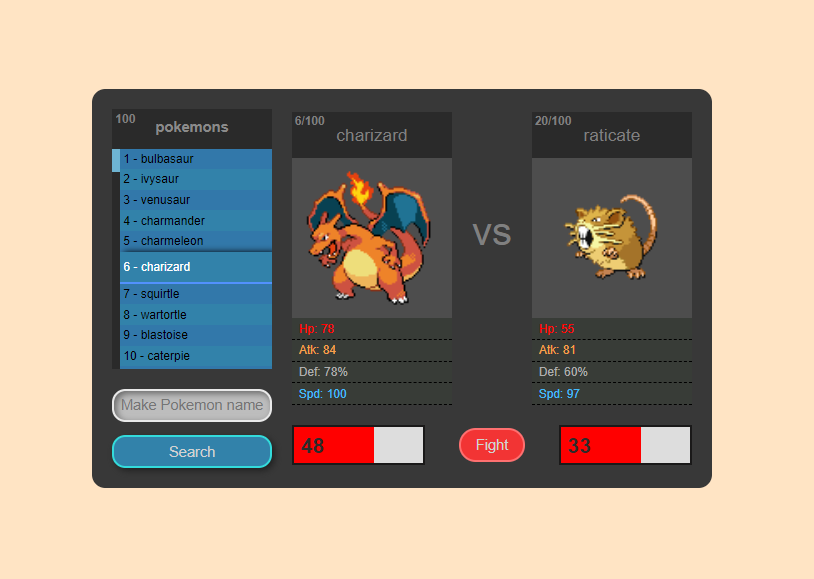 100
pokemons
1 - bulbasaur
2 - ivysaur
3 - venusaur
4 - charmander
5 - charmeleon
6 - charizard
7 - squirtle
8 - wartortle
9 - blastoise
10 - caterpie
Make Pokemon name
Search
6/100
charizard
Hp: 78
Atk: 84
Def: 78%
Spd: 100
48
vs
Fight
20/100
raticate
Hp: 55
Atk: 81
Def: 60%
Spd: 97
33